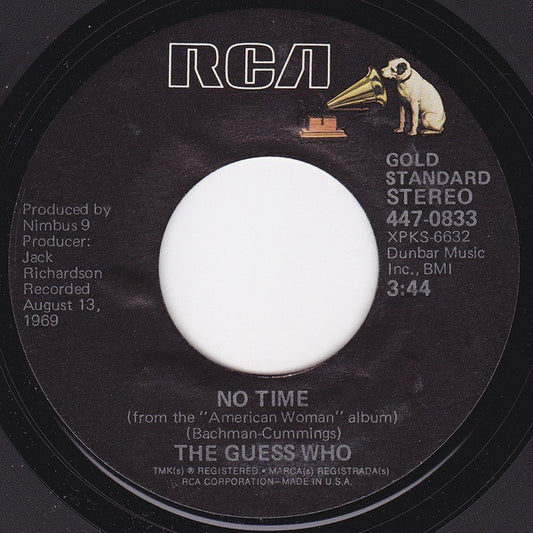 RCA
GOLD
STANDARD
STEREO
447-0833
XPKS-6632
Dunbar Music
Inc., BMI
3:44
Produced by
Nimbus 9
Producer:
Jack
Richardson
Recorded
August 13,
1969
NO TIME
(from the "American Woman" album)
(Bachman-Cummings)
THE GUESS WHO
TMK(s) ® REGISTERED • MARCA(s) REGISTRADA(s)
RCA CORPORATION—MADE IN U.S.A.